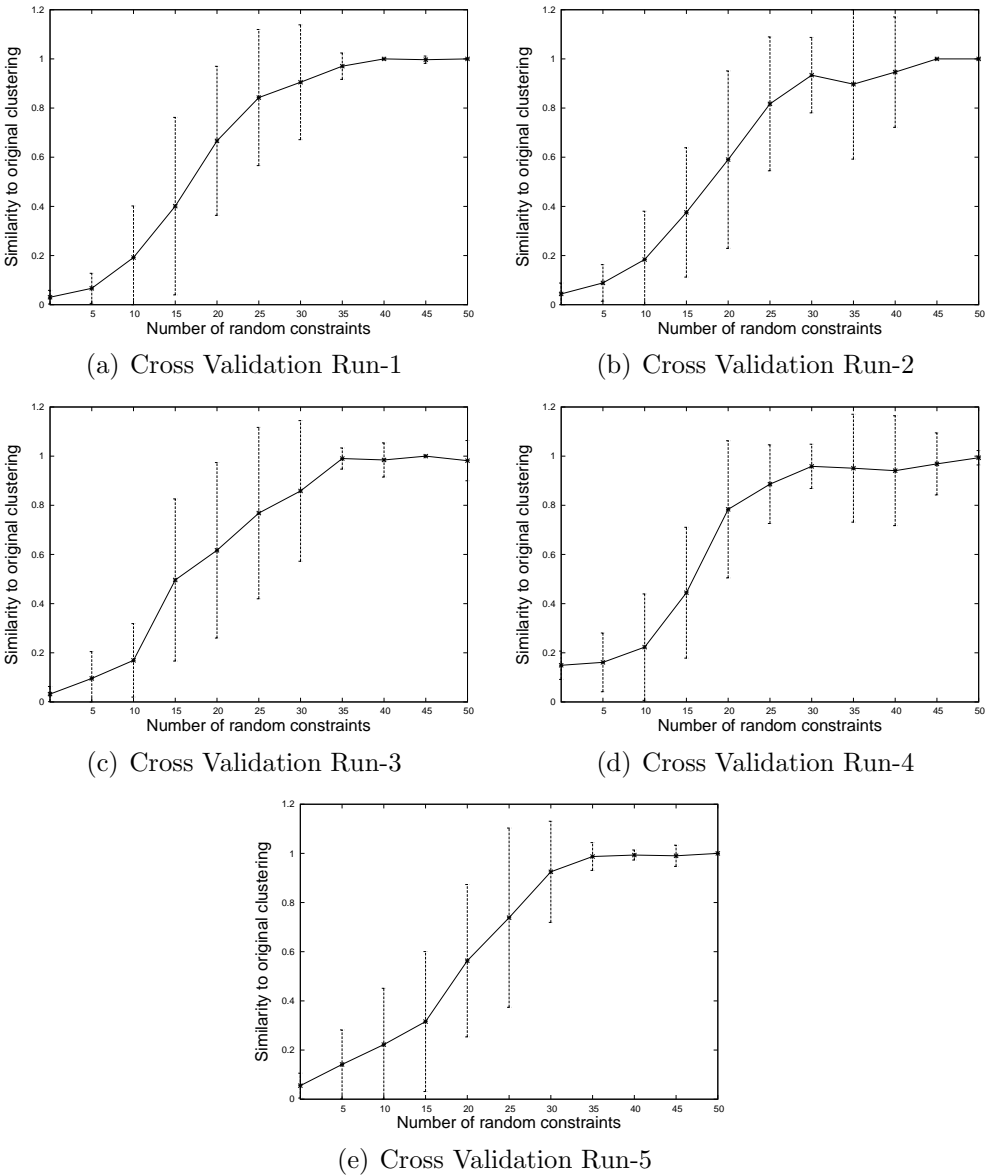 1.2
1
0.8
0.6
0.4
0.2
0
Similarity to original clustering
5 10 15 20 25 30 35 40 45 50
Number of random constraints
(a) Cross Validation Run-1
1.2
1
0.8
0.6
0.4
0.2
0
Similarity to original clustering
5 10 15 20 25 30 35 40 45 50
Number of random constraints
(b) Cross Validation Run-2
1.2
1
0.8
0.6
0.4
0.2
0
Similarity to original clustering
5 10 15 20 25 30 35 40 45 50
Number of random constraints
(c) Cross Validation Run-3
1.2
1
0.8
0.6
0.4
0.2
0
Similarity to original clustering
5 10 15 20 25 30 35 40 45 50
Number of random constraints
(d) Cross Validation Run-4
1.2
1
0.8
0.6
0.4
0.2
0
Similarity to original clustering
5 10 15 20 25 30 35 40 45 50
Number of random constraints
(e) Cross Validation Run-5